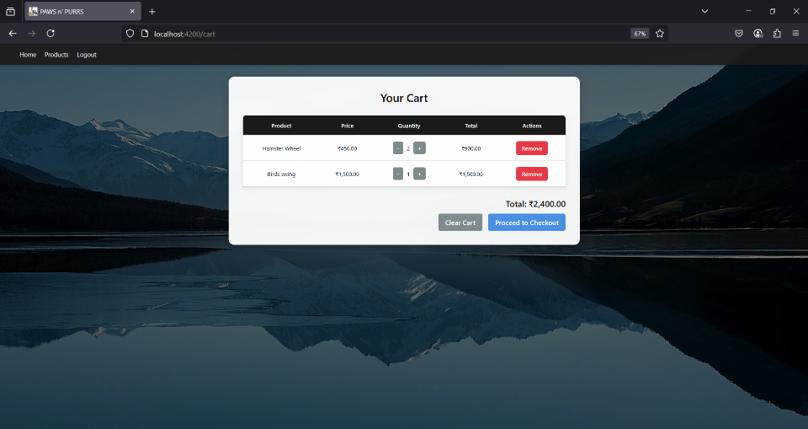 PAWS n' PURRS
localhost:4200/cart
67%
Home Products Logout
Your Cart
Product Price Quantity Total Actions
Hamster Wheel ₹450.00 - 2 + ₹900.00 Remove
Birds swing ₹1,500.00 - 1 + ₹1,500.00 Remove
Total: ₹2,400.00
Clear Cart Proceed to Checkout